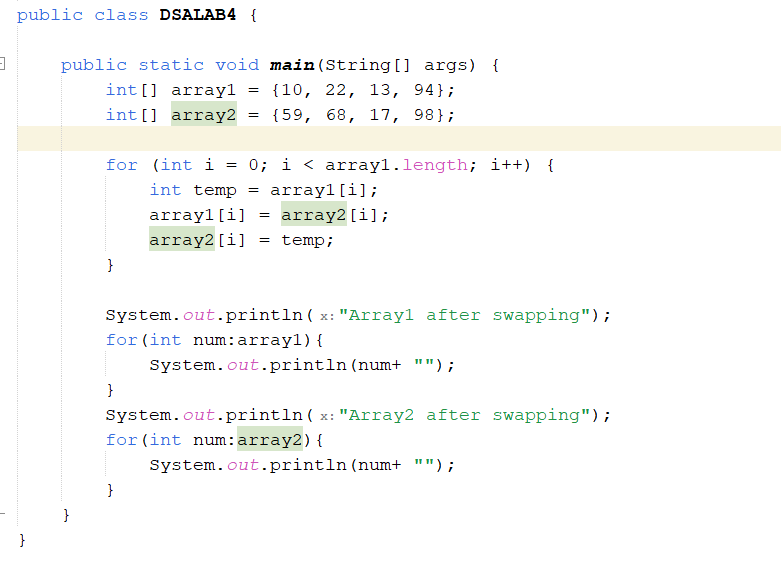 public class DSALAB4 {
public static void main(String[] args) {
int[] array1 = {10, 22, 13, 94};
int[] array2 = {59, 68, 17, 98};
for (int i = 0; i < array1.length; i++) {
int temp = array1[i];
array1[i] = array2[i];
array2[i] = temp;
}
System.out.println( x: "Array1 after swapping");
for(int num:array1){
System.out.println(num+ "");
}
System.out.println( x: "Array2 after swapping");
for(int num:array2){
System.out.println(num+ "");
}
}
}